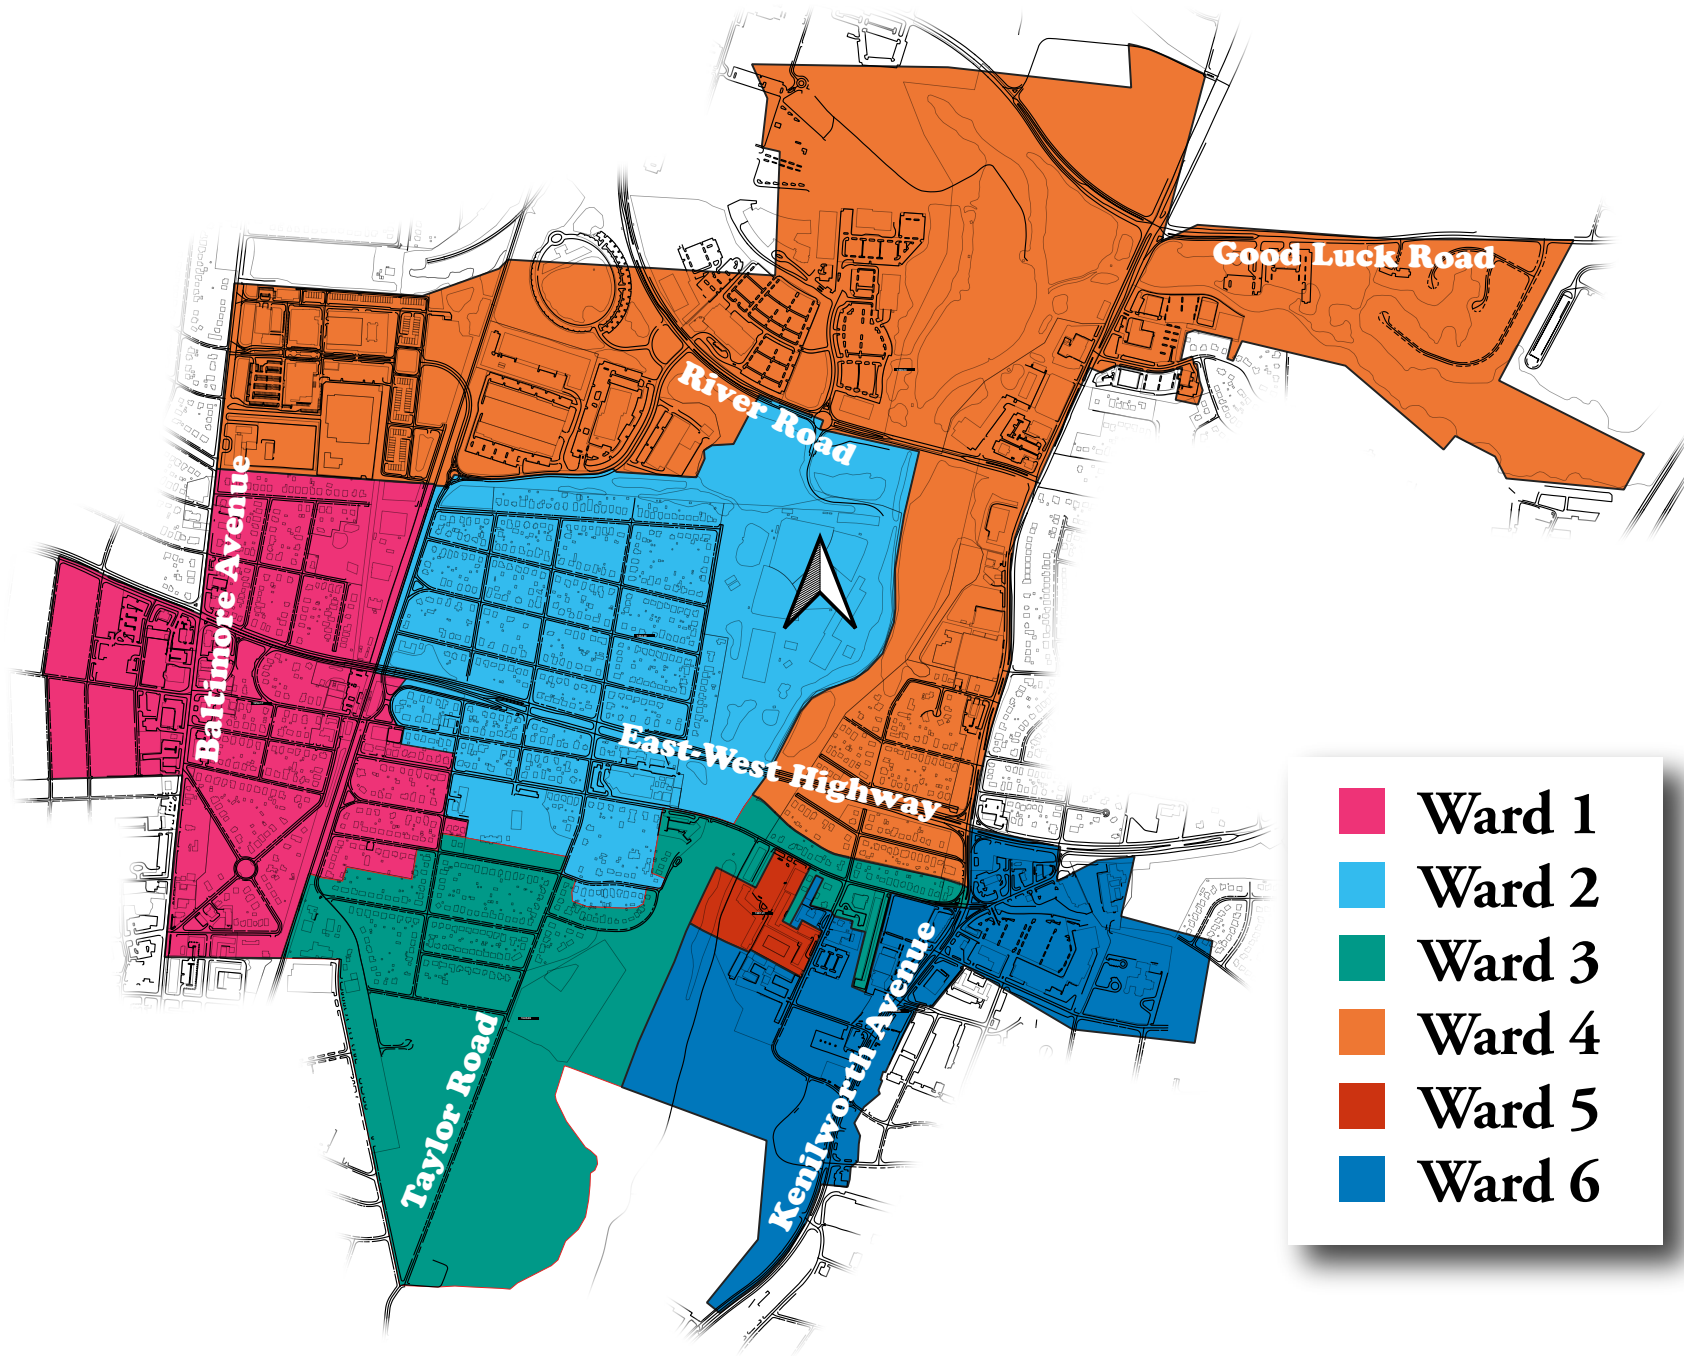 Good Luck Road
River Road
Baltimore Avenue
East-West Highway
Kenilworth Avenue
Taylor Road
Ward 1
Ward 2
Ward 3
Ward 4
Ward 5
Ward 6